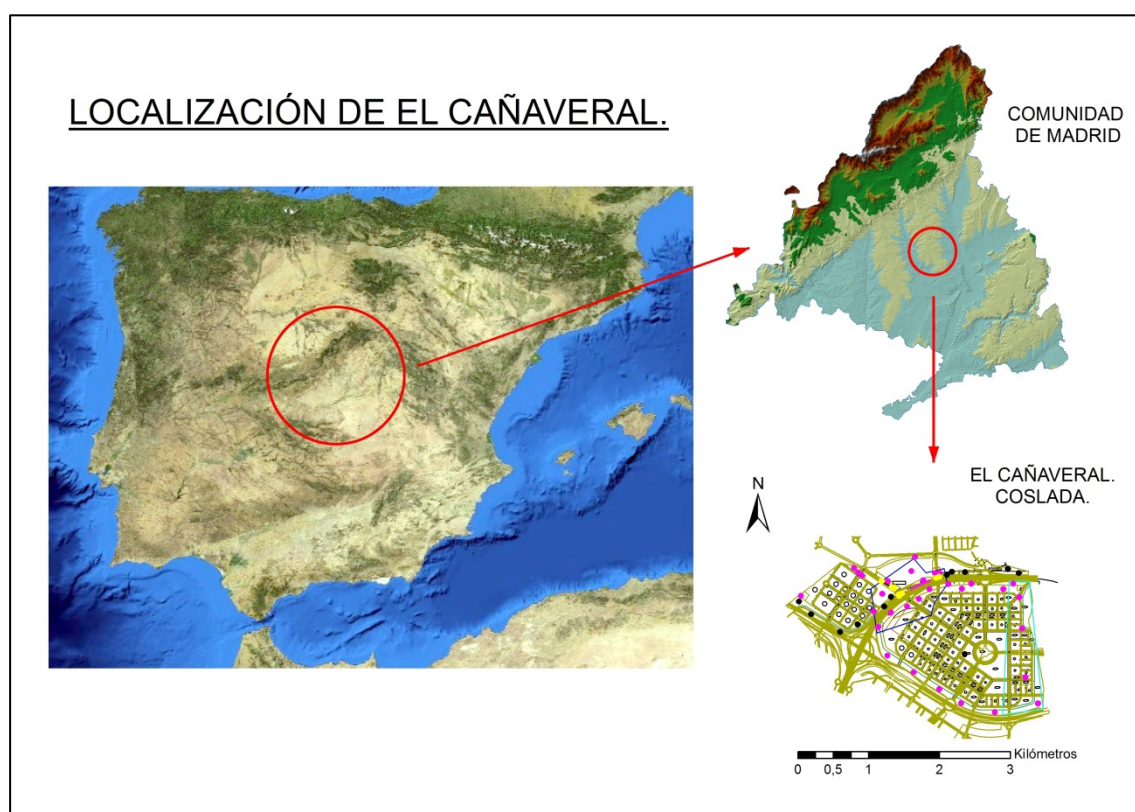 LOCALIZACIÓN DE EL CAÑAVERAL.
COMUNIDAD
DE MADRID
EL CAÑAVERAL.
COSLADA.
N
Kilómetros
0 0,5 1 2 3